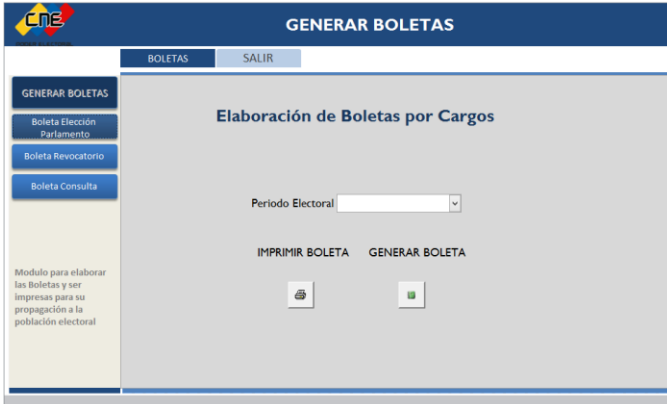 CNE
GENERAR BOLETAS
BOLETAS
SALIR
GENERAR BOLETAS
Boleta Elección
Parlamento
Boleta Revocatorio
Boleta Consulta
Modulo para elaborar
las Boletas y ser
impresas para su
propagación a la
población electoral
Elaboración de Boletas por Cargos
Periodo Electoral
IMPRIMIR BOLETA
GENERAR BOLETA